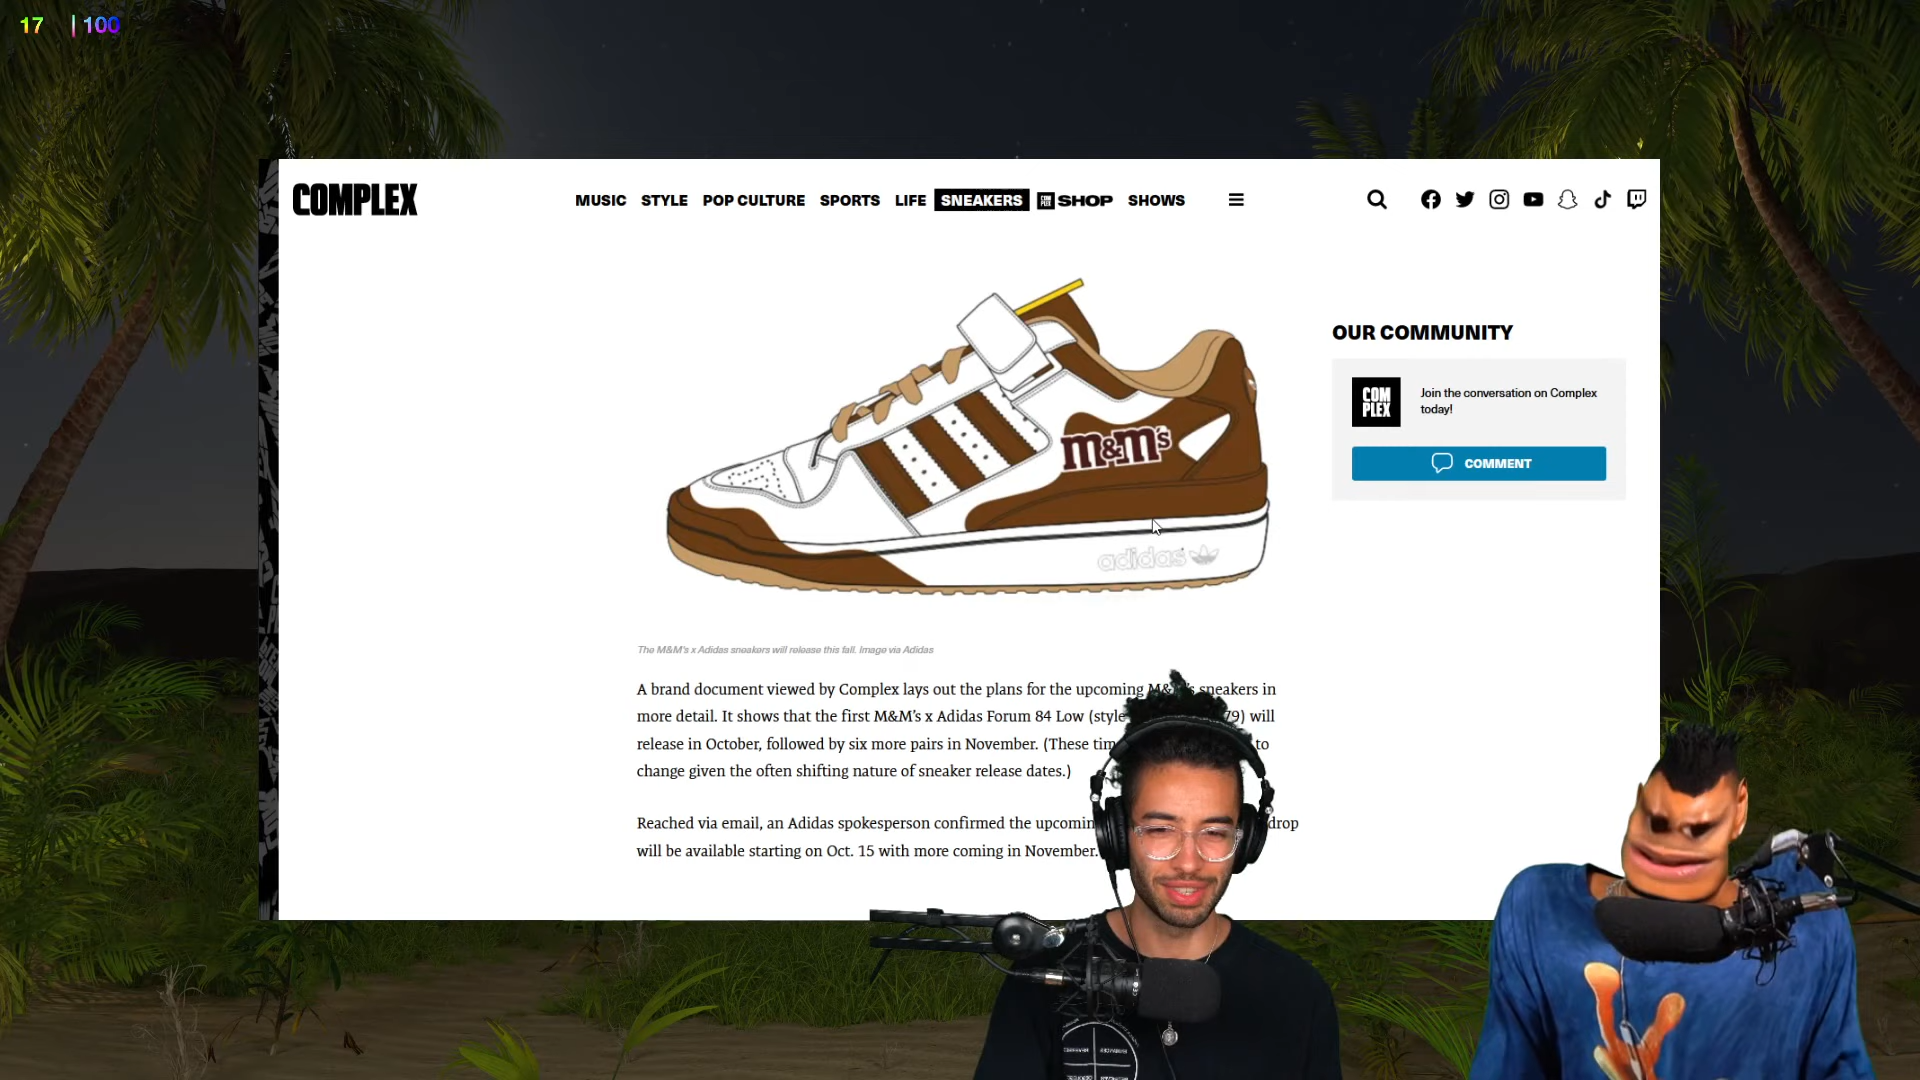 17 | 100
COMPLEX
MUSIC STYLE POP CULTURE SPORTS LIFE SNEAKERS COMPLEX SHOP SHOWS
m&m's
adidas
OUR COMMUNITY
COMPLEX
Join the conversation on Complex
today!
COMMENT
The M&M's x Adidas sneakers will release this fall. Image via Adidas
A brand document viewed by Complex lays out the plans for the upcoming sneakers in
more detail. It shows that the first M&M’s x Adidas Forum 84 Low (style 79) will
release in October, followed by six more pairs in November. (These to
change given the often shifting nature of sneaker release dates.)
Reached via email, an Adidas spokesperson confirmed the drop
will be available starting on Oct. 15 with more coming in November.